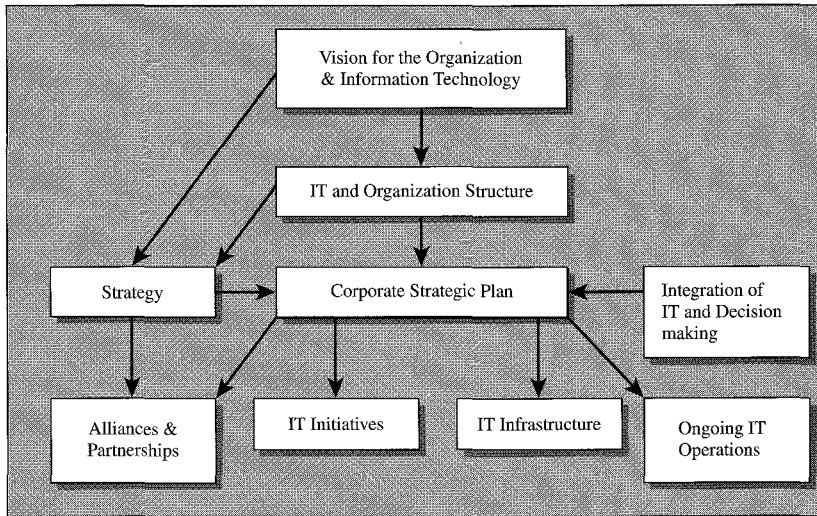 Vision for the Organization
& Information Technology
IT and Organization Structure
Strategy
Corporate Strategic Plan
Integration of
IT and Decision
making
Alliances &
Partnerships
IT Initiatives
IT Infrastructure
Ongoing IT
Operations